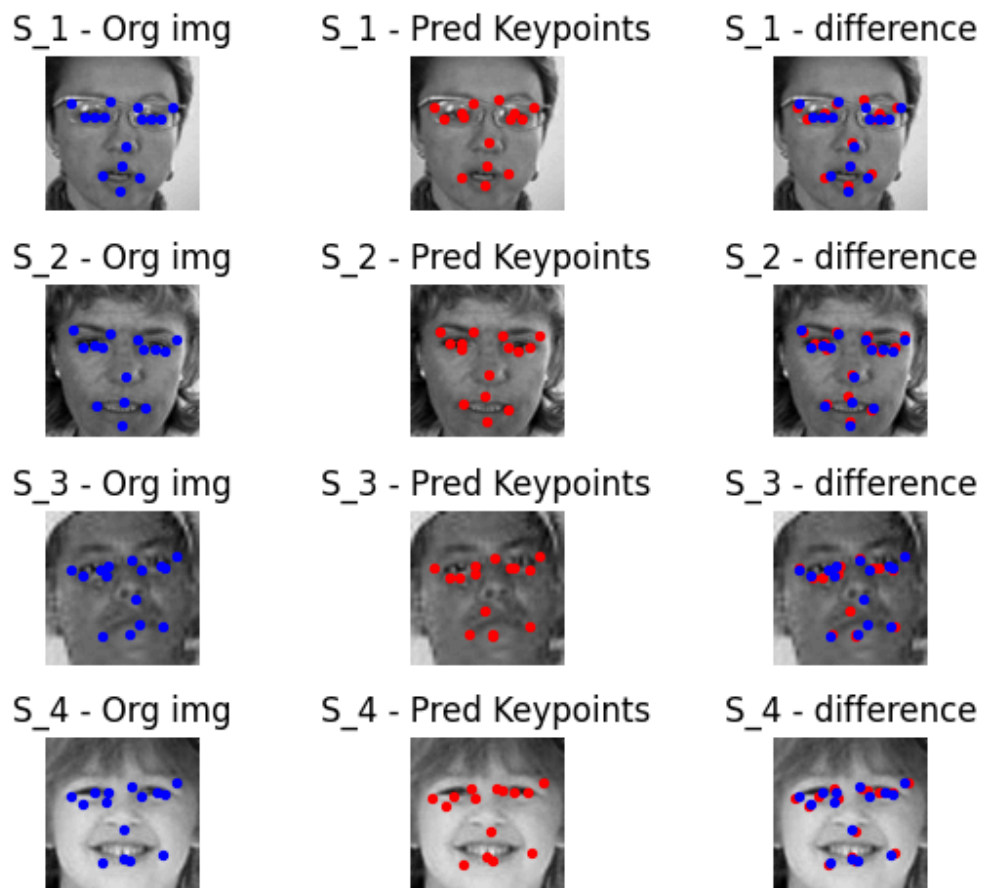 S_1 - Org img
S_1 - Pred Keypoints
S_1 - difference
S_2 - Org img
S_2 - Pred Keypoints
S_2 - difference
S_3 - Org img
S_3 - Pred Keypoints
S_3 - difference
S_4 - Org img
S_4 - Pred Keypoints
S_4 - difference